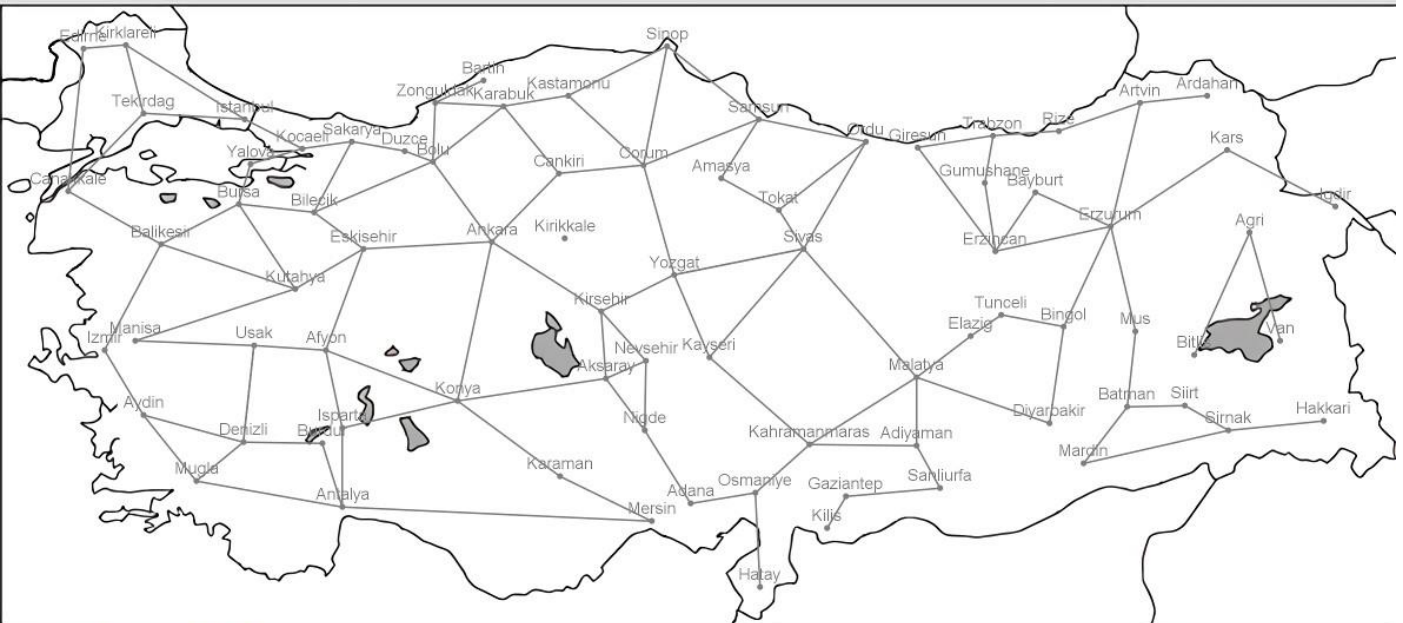 Edirne
Kirklareli
Sinop
Bartin
Zonguldak
Karabuk
Kastamonu
Ardahan
Artvin
Tekirdag
Istanbul
Samsun
Rize
Trabzon
Ordu
Giresun
Kocaeli
Sakarya
Duzce
Bolu
Kars
Yalova
Cankiri
Corum
Amasya
Gumushane
Bayburt
Canakkale
Bursa
Bilecik
Tokat
Erzurum
Igdir
Balikesir
Eskisehir
Ankara
Kirikkale
Sivas
Erzincan
Agri
Kutahya
Yozgat
Kirsehir
Tunceli
Bingol
Mus
Izmir
Manisa
Usak
Afyon
Nevsehir
Kayseri
Elazig
Bitlis
Van
Aksaray
Malatya
Konya
Batman
Siirt
Aydin
Isparta
Nigde
Diyarbakir
Sirnak
Hakkari
Denizli
Burdur
Kahramanmaras
Adiyaman
Mardin
Mugla
Karaman
Osmaniye
Gaziantep
Sanliurfa
Antalya
Mersin
Adana
Kilis
Hatay